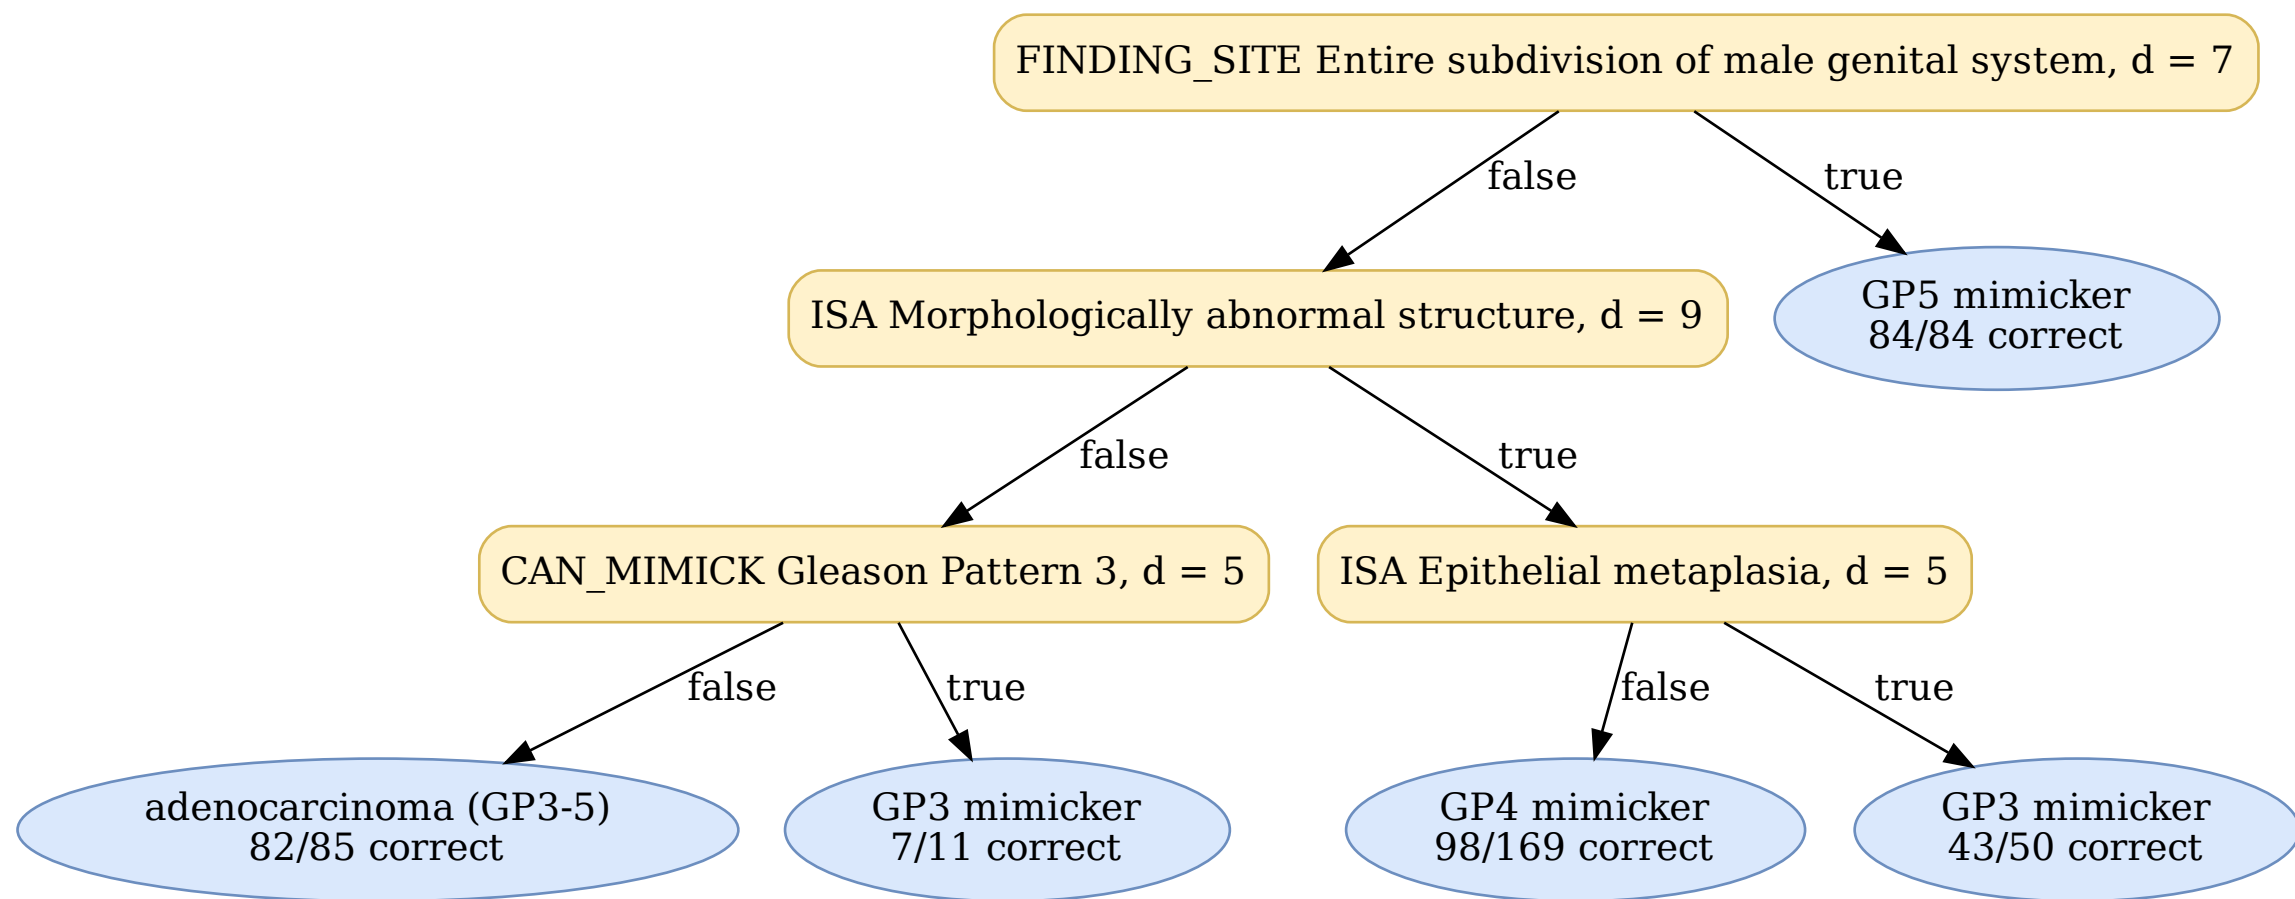 FINDING_SITE Entire subdivision of male genital system, d = 7
false
true
ISA Morphologically abnormal structure, d = 9
GP5 mimicker
84/84 correct
false
true
CAN_MIMICK Gleason Pattern 3, d = 5
ISA Epithelial metaplasia, d = 5
false
true
false
true
adenocarcinoma (GP3-5)
82/85 correct
GP3 mimicker
7/11 correct
GP4 mimicker
98/169 correct
GP3 mimicker
43/50 correct